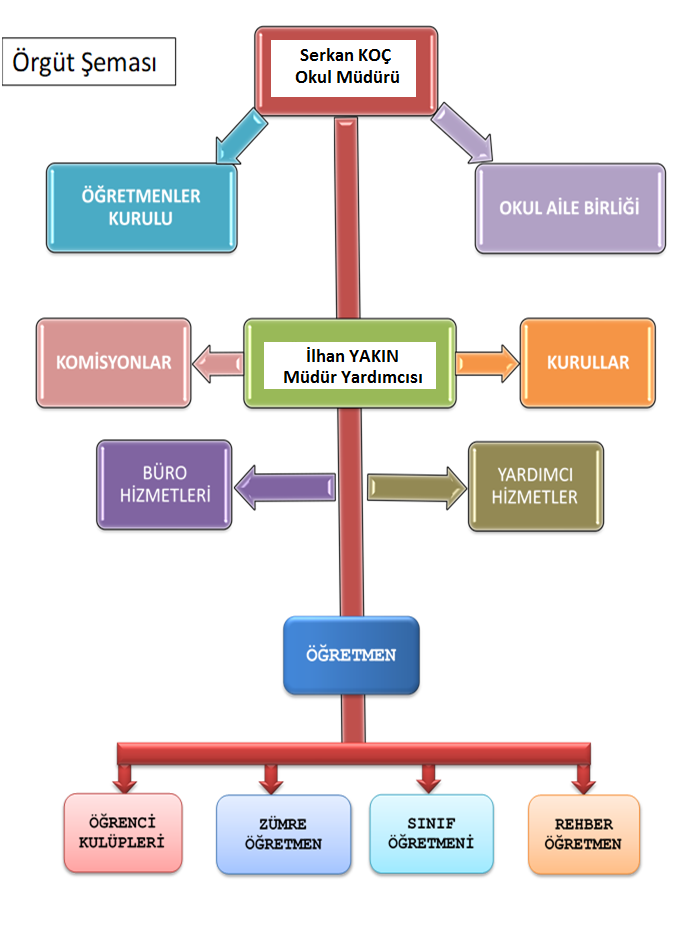 Örgüt Şeması
Serkan KOÇ
Okul Müdürü
ÖĞRETMENLER
KURULU
OKUL AİLE BİRLİĞİ
KOMİSYONLAR
İlhan YAKIN
Müdür Yardımcısı
KURULLAR
BÜRO
HİZMETLERİ
YARDIMCI
HİZMETLER
ÖĞRETMEN
ÖĞRENCİ
KULÜPLERİ
ZÜMRE
ÖĞRETMEN
SINIF
ÖĞRETMENİ
REHBER
ÖĞRETMEN